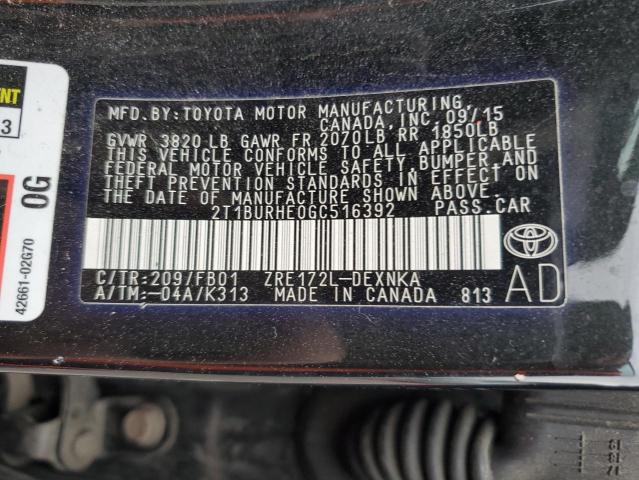 MFD.BY:TOYOTA MOTOR MANUFACTURING,
CANADA, INC. 09/15
GVWR 3820 LB GAWR FR 2070LB RR 1850LB
THIS VEHICLE CONFORMS TO ALL APPLICABLE
FEDERAL MOTOR VEHICLE SAFETY, BUMPER, AND
THEFT PREVENTION STANDARDS IN EFFECT ON
THE DATE OF MANUFACTURE SHOWN ABOVE.
2T1BURHE0GC516392 PASS.CAR
C/TR:209/FB01 ZRE172L-DEXNKA
A/TM:-04A/K313 MADE IN CANADA 813
AD
3
0G
42661-02G70